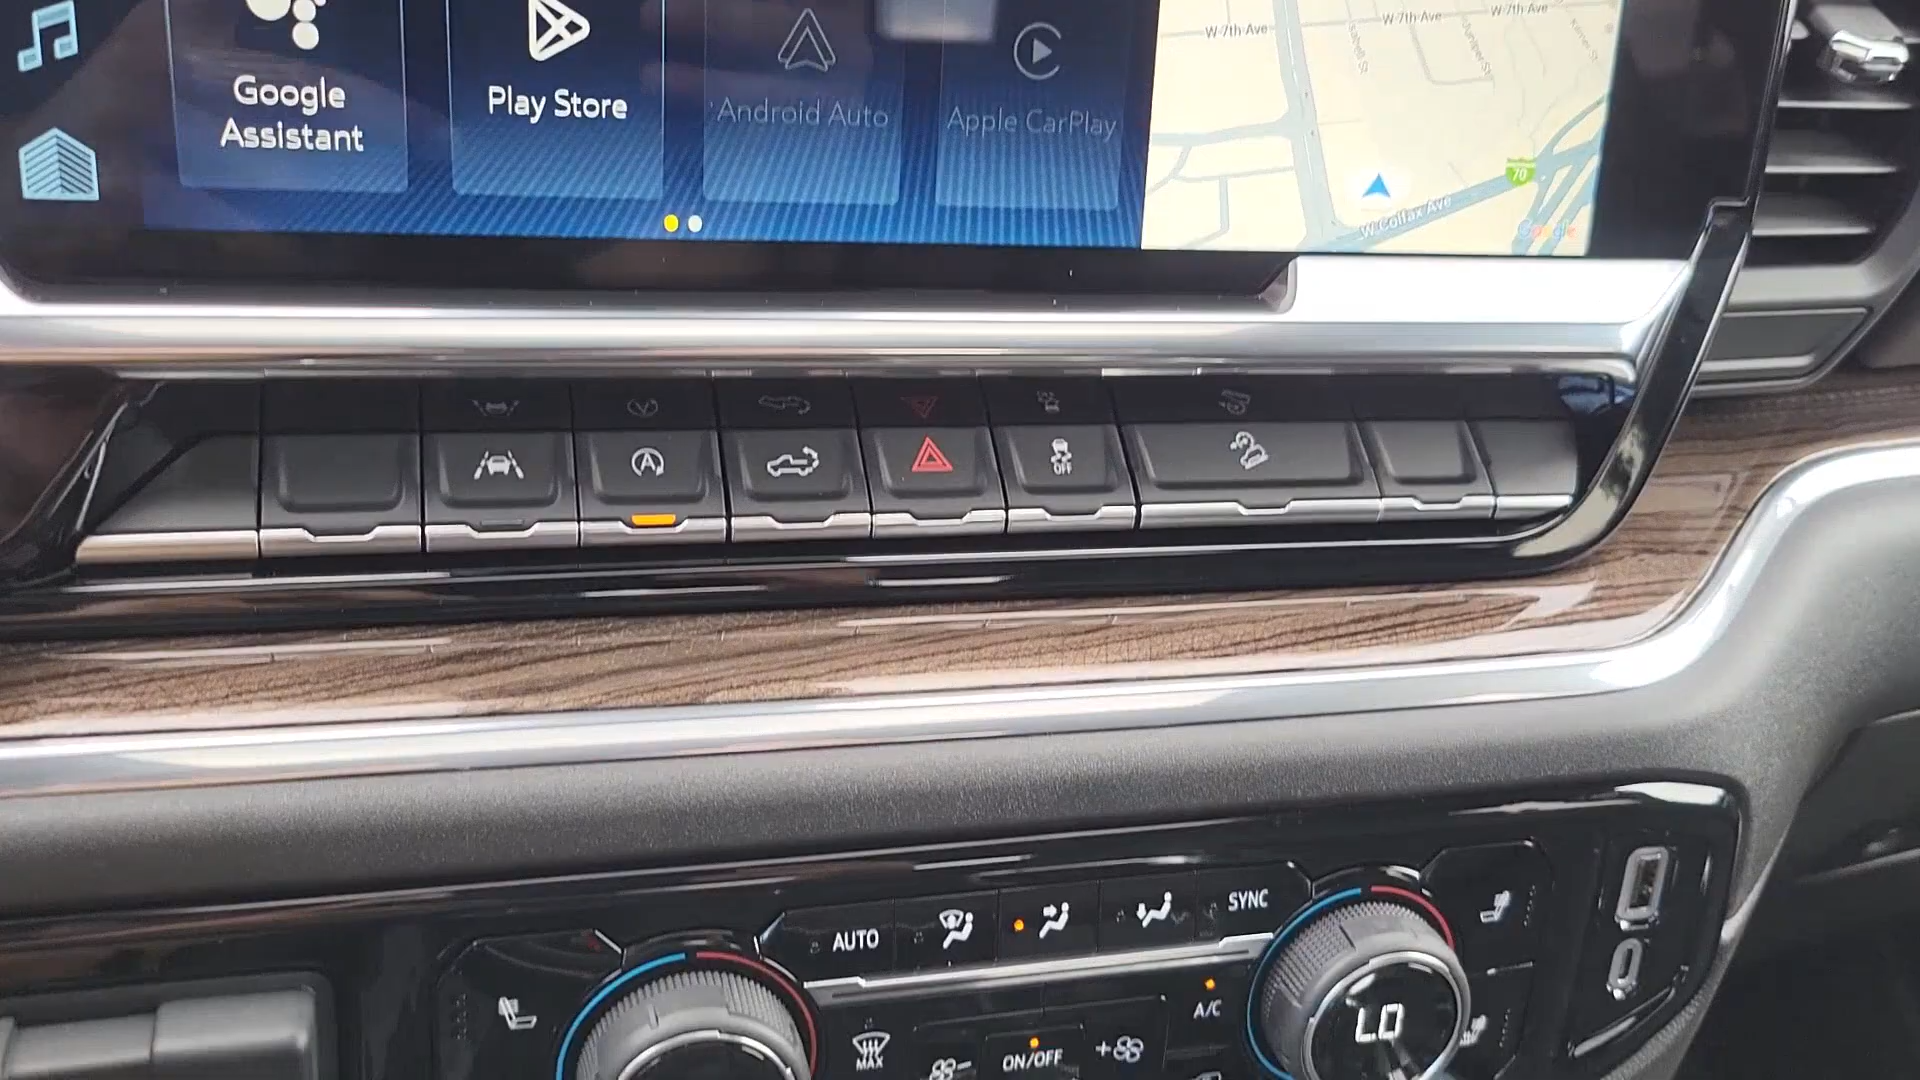 Google
Assistant
Play Store
Android Auto
Apple CarPlay
W 7th Ave
W 7th Ave
W 7th Ave
70
W Colfax Ave
Google
A
OFF
AUTO
SYNC
A/C
LO
MAX
ON/OFF